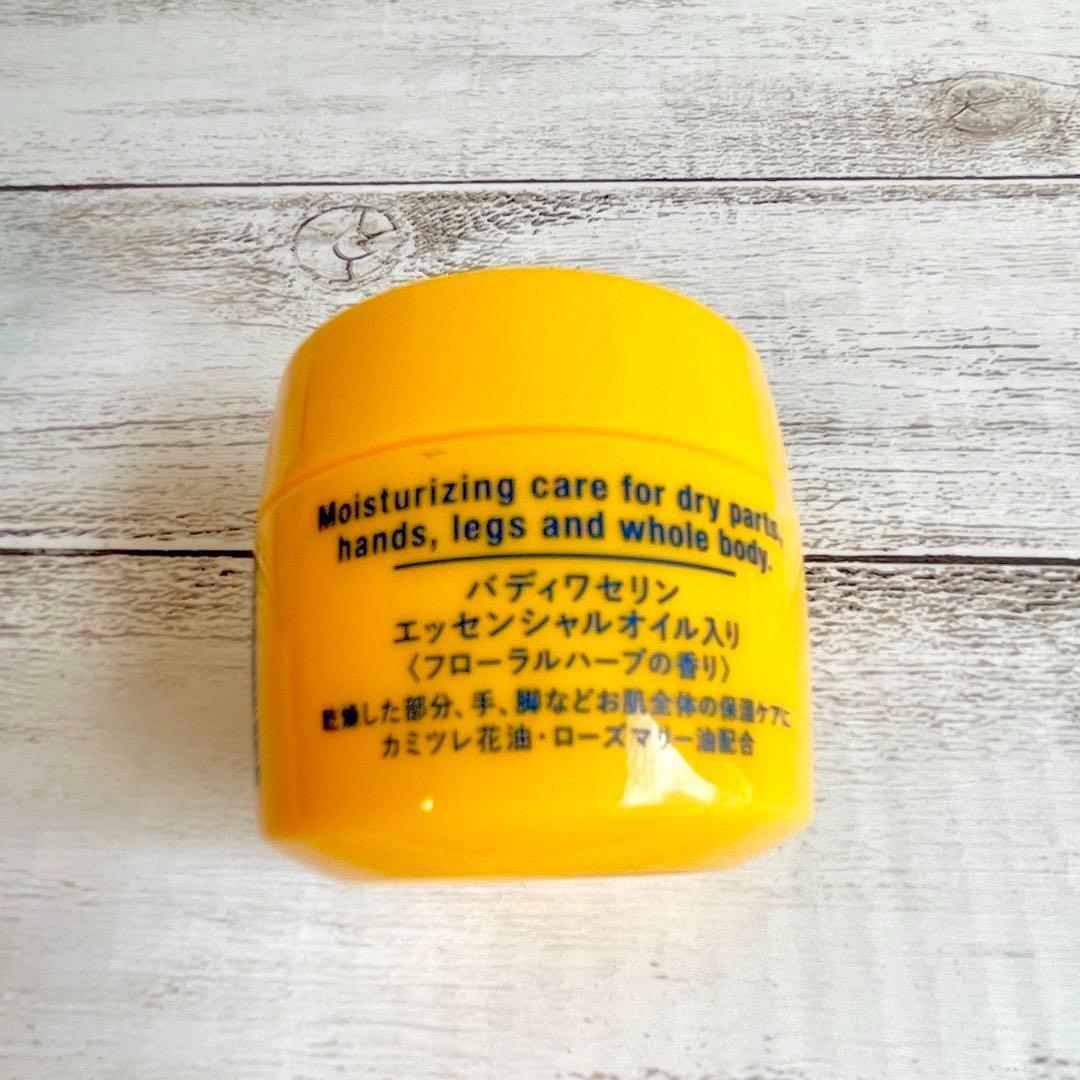 Moisturizing care for dry parts,
hands, legs and whole body.
バディワセリン
エッセンシャルオイル入り
〈フローラルハーブの香り〉
乾燥した部分、手、脚などお肌全体の保湿ケアに
カミツレ花油・ローズマリー油配合